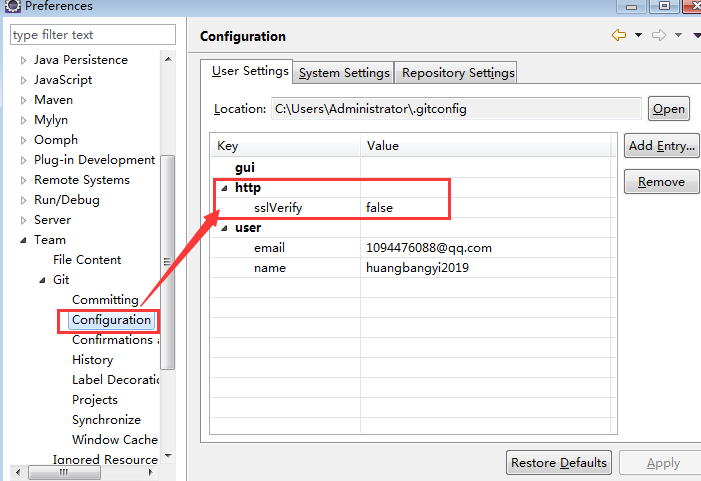 Preferences
type filter text
Java Persistence
JavaScript
Maven
Mylyn
Oomph
Plug-in Development
Remote Systems
Run/Debug
Server
Team
File Content
Git
Committing
Configuration
Confirmations a
History
Label Decoratio
Projects
Synchronize
Window Cache
Ignored Resource
Configuration
User Settings System Settings Repository Settings
Location: C:\Users\Administrator\.gitconfig Open
Key Value
gui
http
sslVerify false
user
email 1094476088@qq.com
name huangbangyi2019
Add Entry...
Remove
Restore Defaults Apply